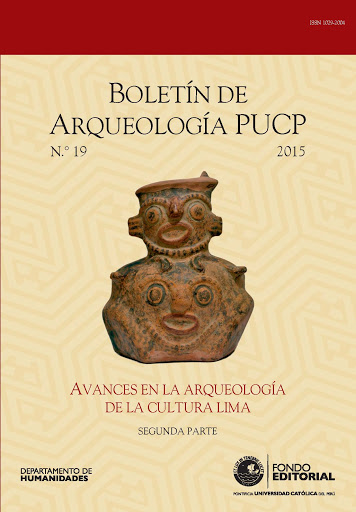 ISSN 1029-2004
BOLETÍN DE
ARQUEOLOGÍA PUCP
N.° 19 2015
AVANCES EN LA ARQUEOLOGÍA
DE LA CULTURA LIMA
SEGUNDA PARTE
DEPARTAMENTO DE
HUMANIDADES
FONDO
EDITORIAL
PONTIFICIA UNIVERSIDAD CATÓLICA DEL PERÚ